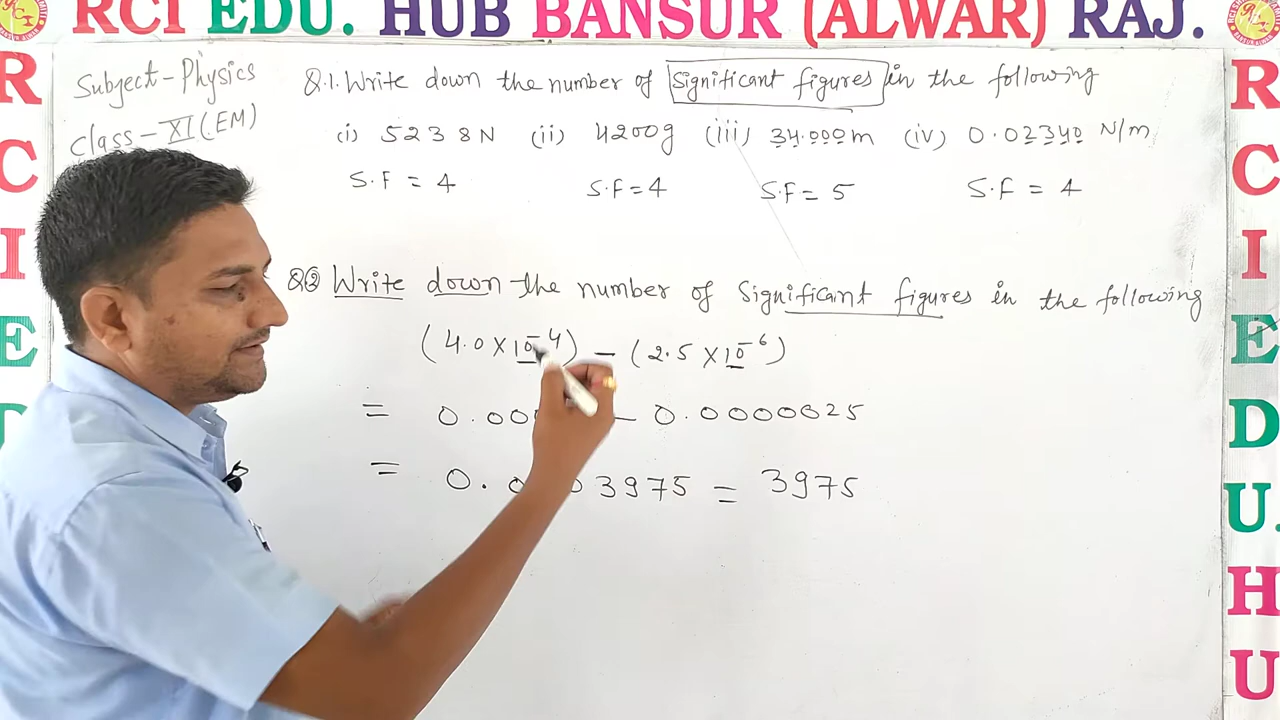 RCI EDU. HUB BANSUR (ALWAR) RAJ.
Subject-Physics
Class-XI(EM)
Q.1. Write down the number of Significant figures in the following
(i) 5238N (ii) 4200g (iii) 34.000m (iv) 0.02340 N/m
S.F = 4 S.F=4 S.F= 5 S.F = 4
Q② Write down the number of Significant figures in the following
(4.0×10⁻⁴) - (2.5×10⁻⁶)
= - 0.0000025
= 3975 = 3975
R
C
I
E
D
R
C
I
E
D
U.
H
U